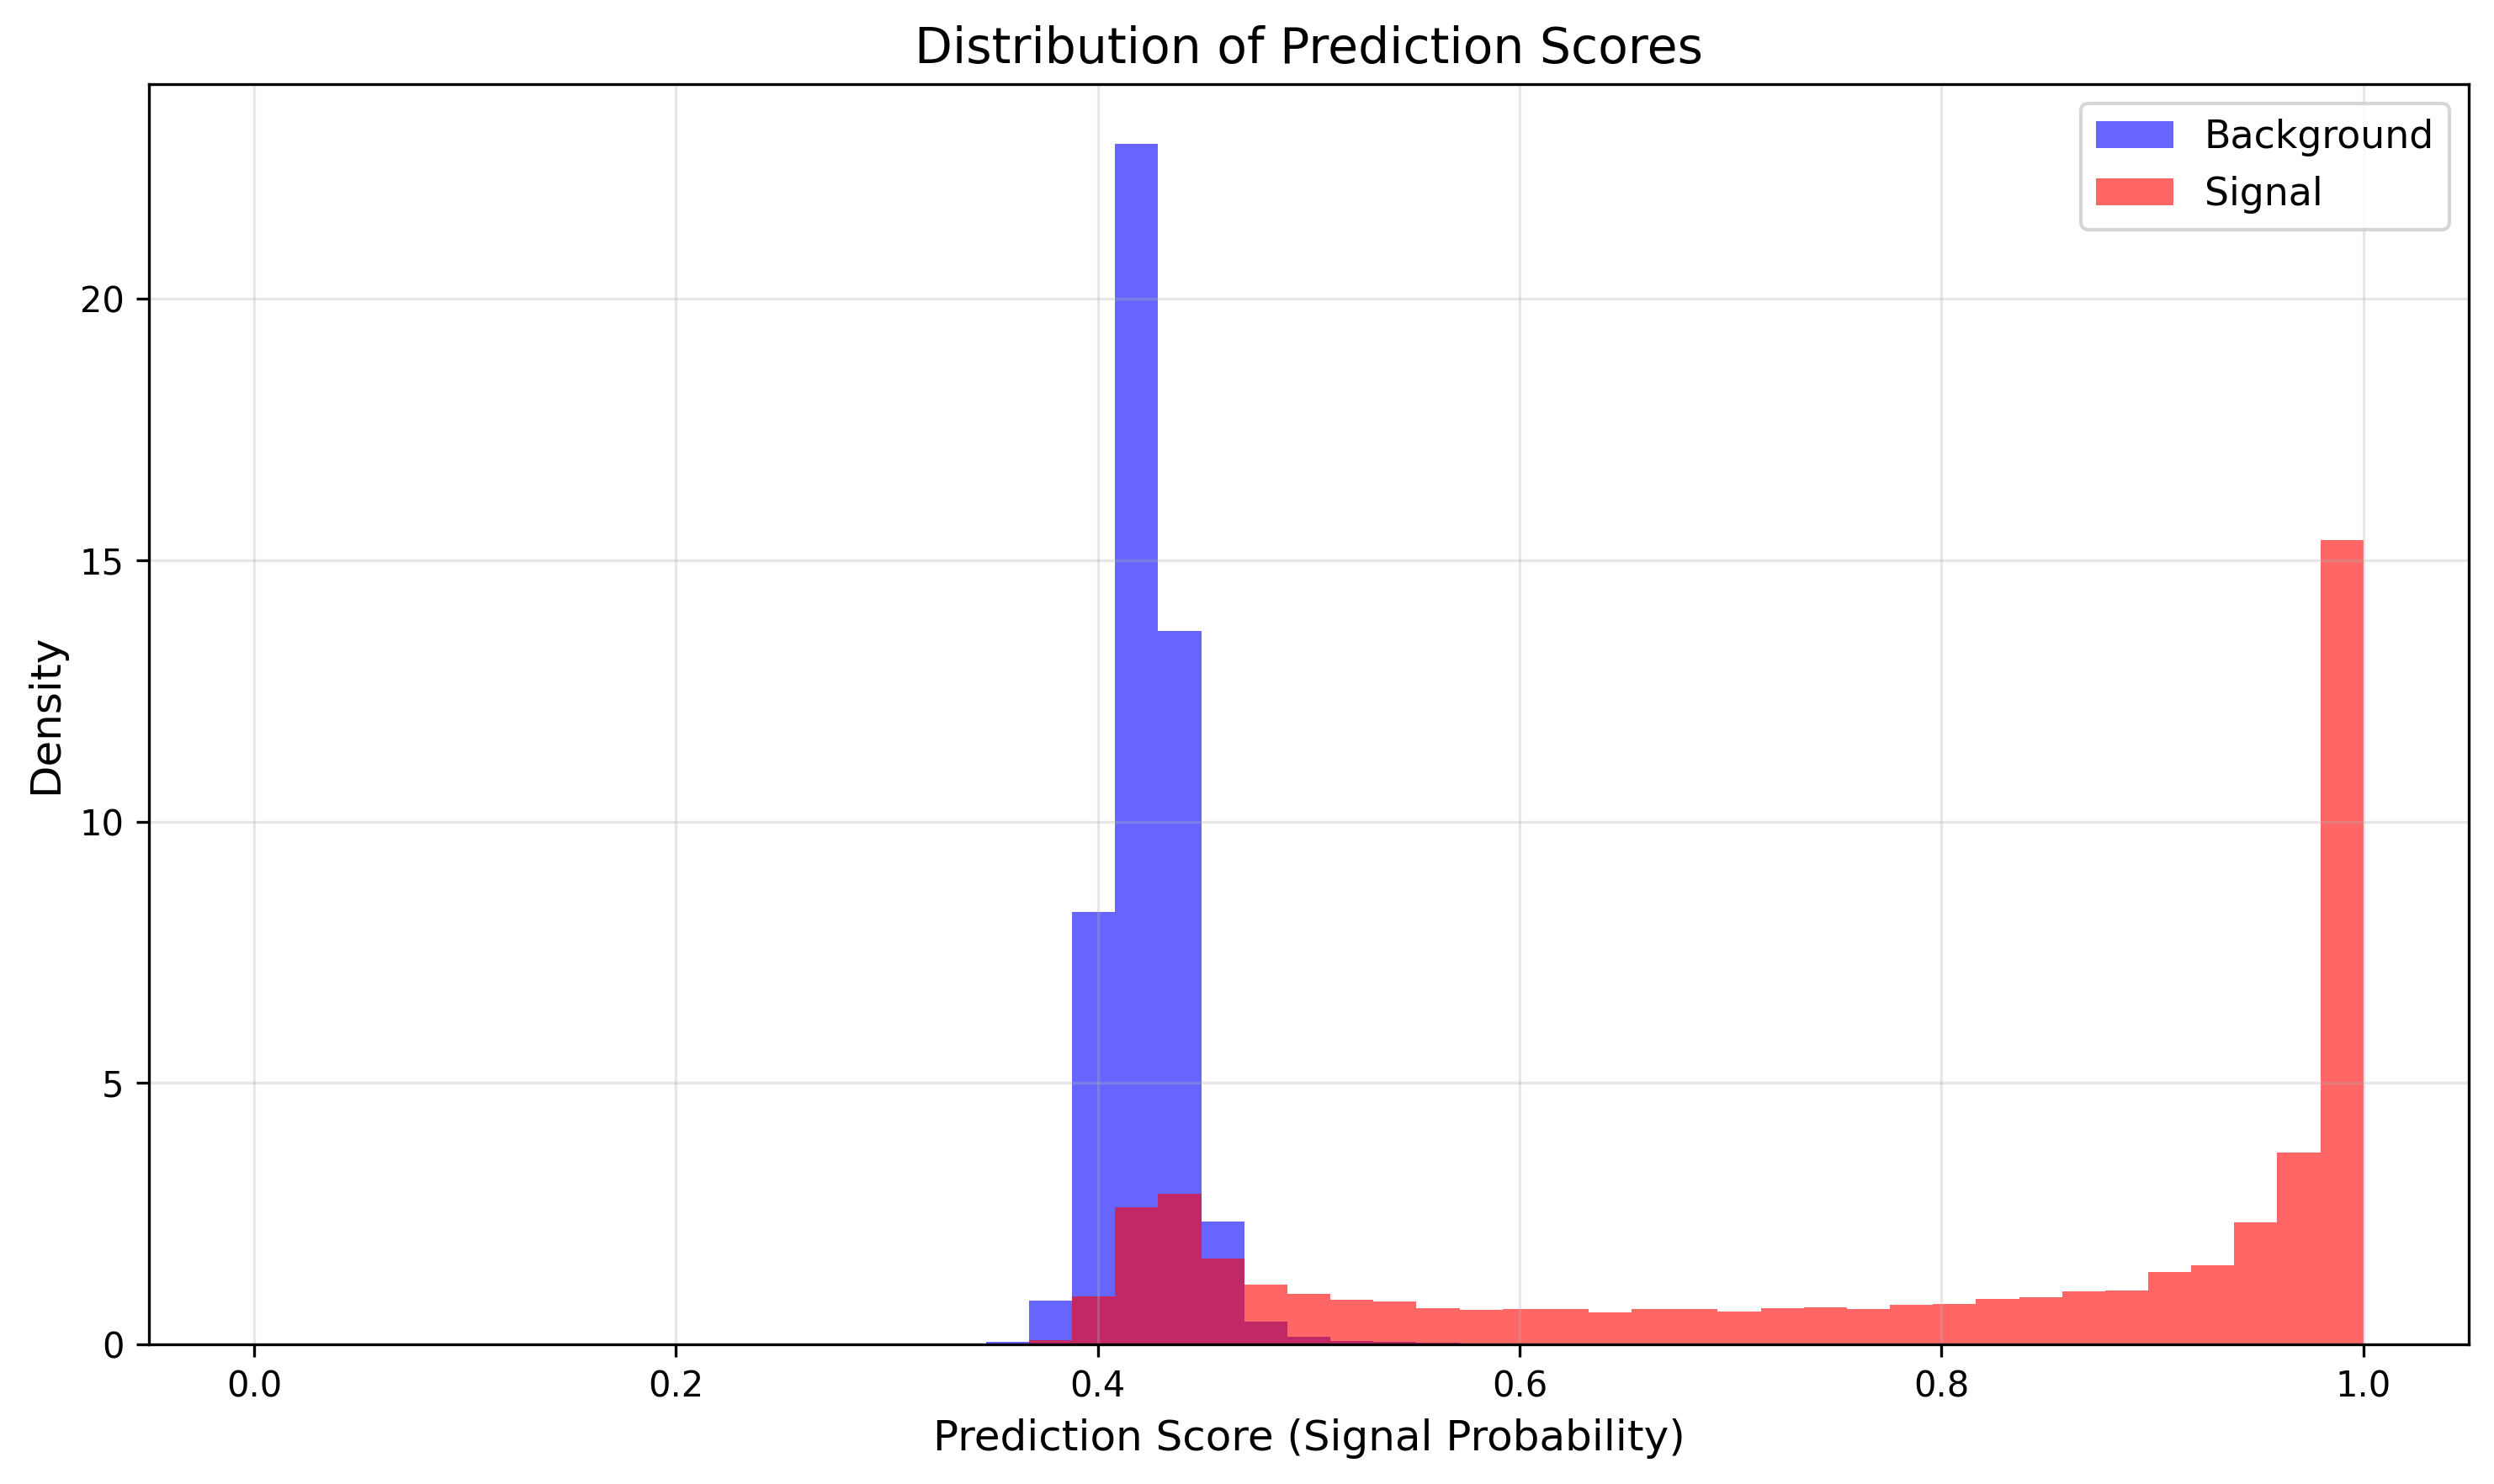 Distribution of Prediction Scores
Background
Signal
20
15
10
5
0
Density
0.0 0.2 0.4 0.6 0.8 1.0
Prediction Score (Signal Probability)